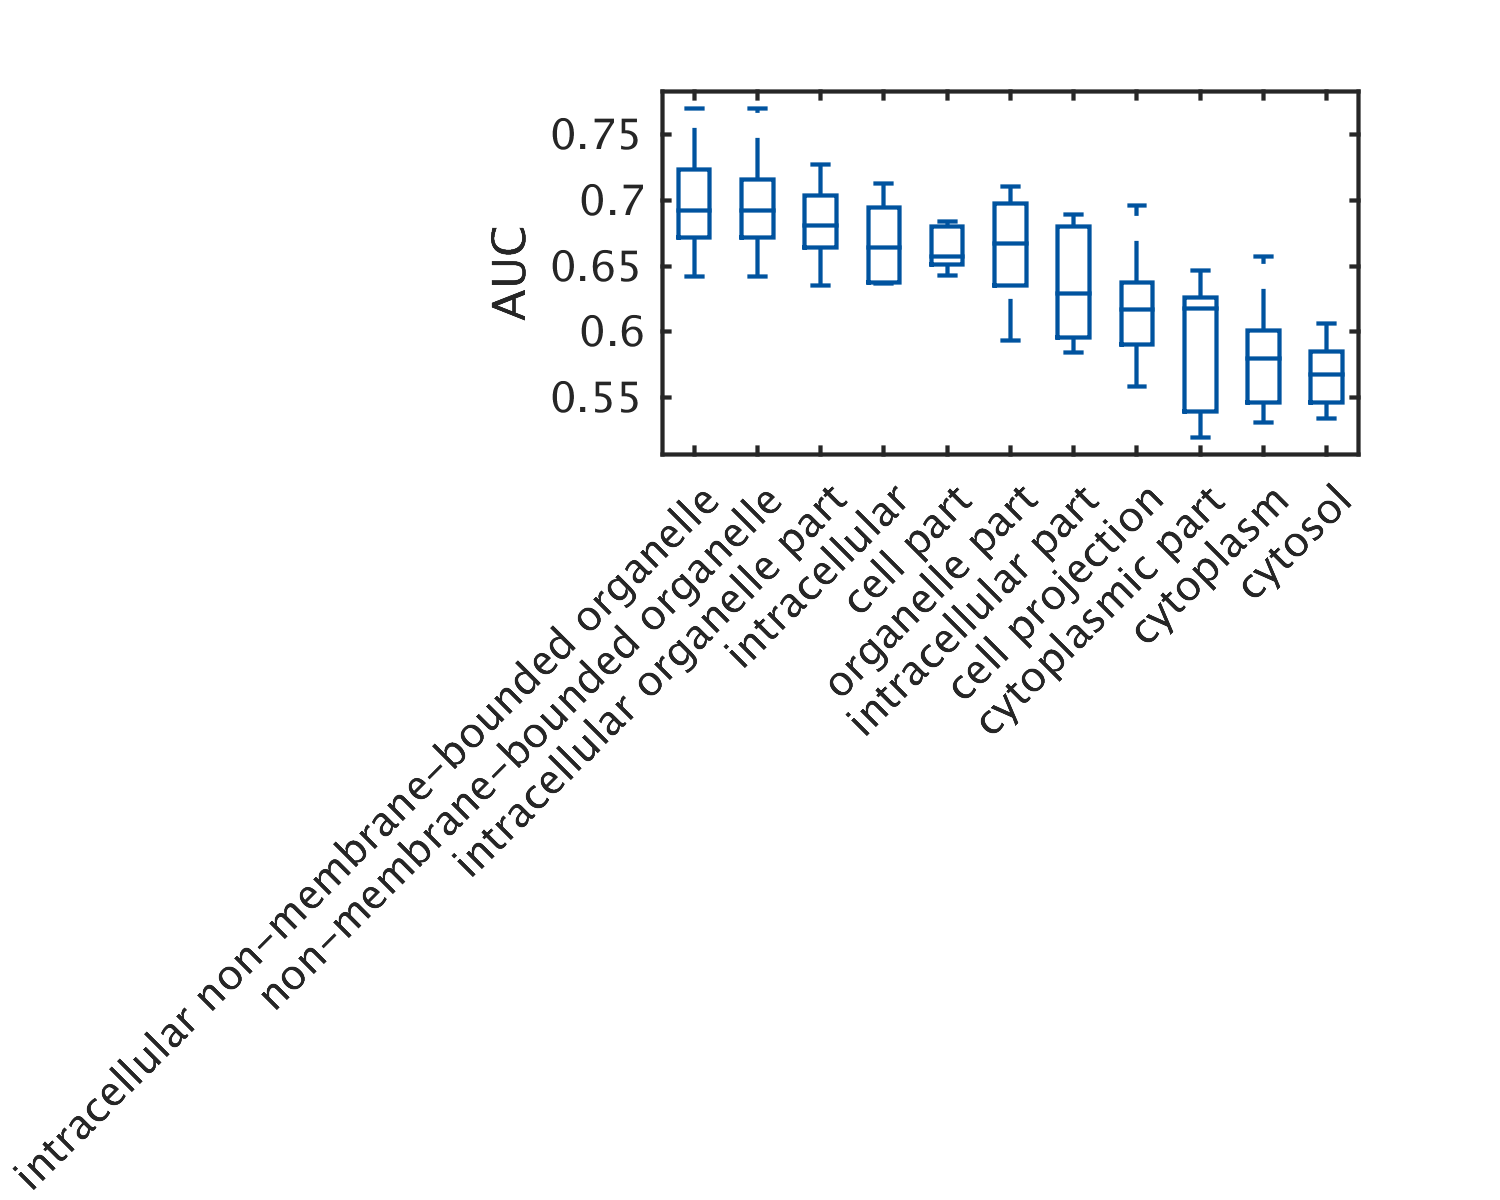 AUC
0.75
0.7
0.65
0.6
0.55
intracellular non-membrane-bounded organelle
non-membrane-bounded organelle
intracellular organelle part
intracellular
cell part
organelle part
intracellular part
cell projection
cytoplasmic part
cytoplasm
cytosol